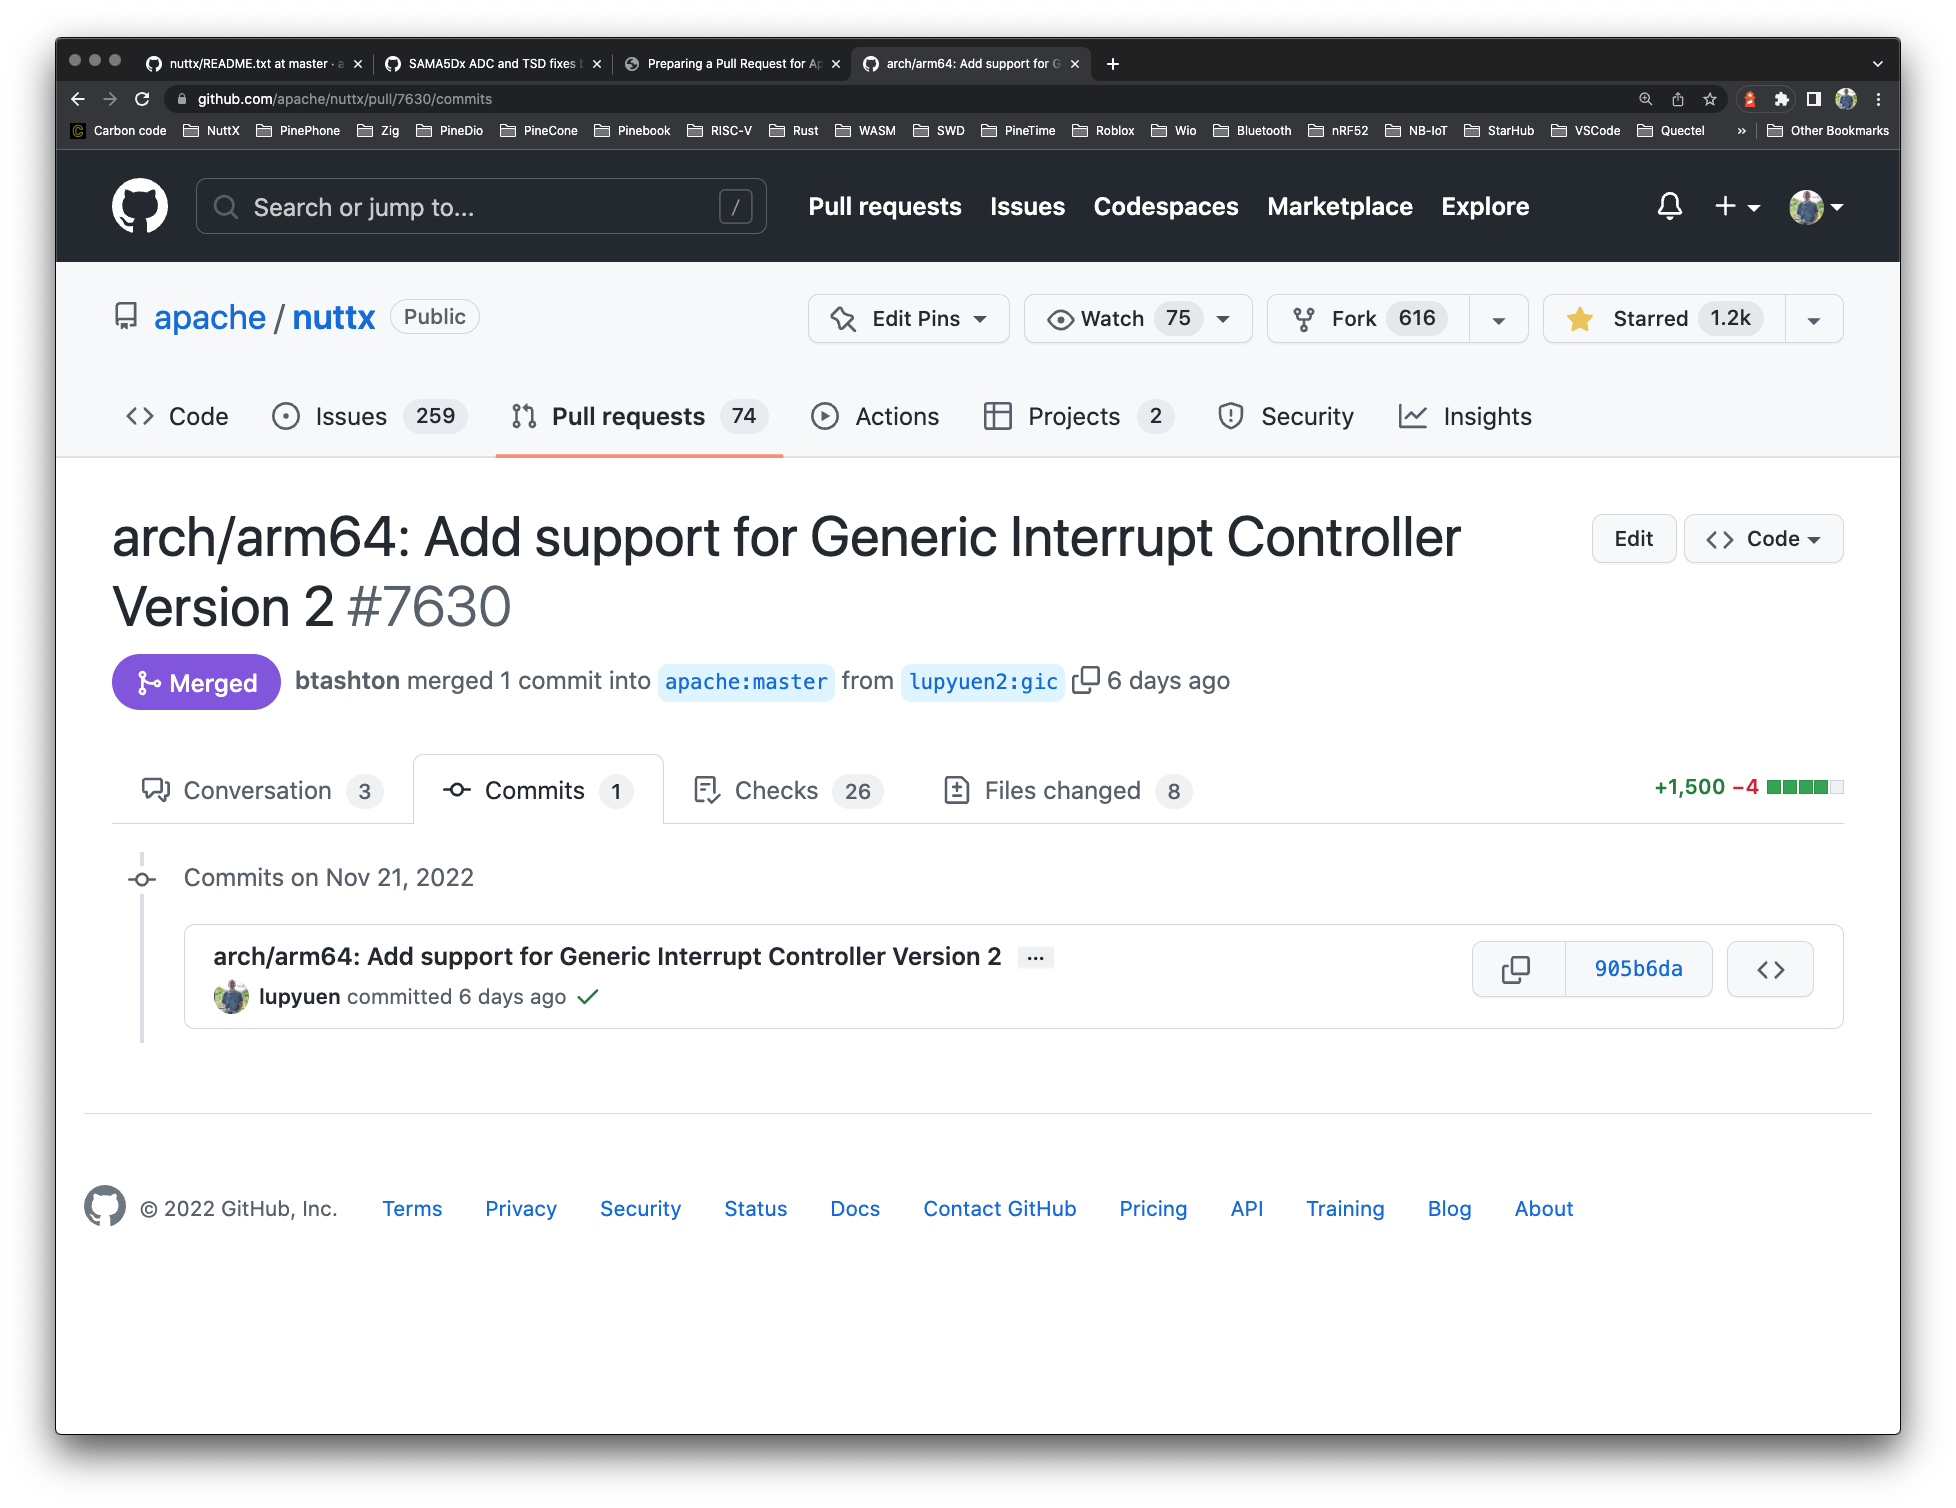 nuttx/README.txt at master · a
SAMA5Dx ADC and TSD fixes
Preparing a Pull Request for Ap
arch/arm64: Add support for G
github.com/apache/nuttx/pull/7630/commits
Carbon code NuttX PinePhone Zig PineDio PineCone Pinebook RISC-V Rust WASM SWD PineTime Roblox Wio Bluetooth nRF52 NB-IoT StarHub VSCode Quectel » Other Bookmarks
Search or jump to... /
Pull requests Issues Codespaces Marketplace Explore
apache / nuttx Public
Edit Pins Watch 75 Fork 616 Starred 1.2k
Code Issues 259 Pull requests 74 Actions Projects 2 Security Insights
arch/arm64: Add support for Generic Interrupt Controller
Version 2 #7630
Edit <> Code
Merged btashton merged 1 commit into apache:master from lupyuen2:gic 6 days ago
Conversation 3 Commits 1 Checks 26 Files changed 8 +1,500 −4
Commits on Nov 21, 2022
arch/arm64: Add support for Generic Interrupt Controller Version 2 ...
lupyuen committed 6 days ago
905b6da
© 2022 GitHub, Inc. Terms Privacy Security Status Docs Contact GitHub Pricing API Training Blog About